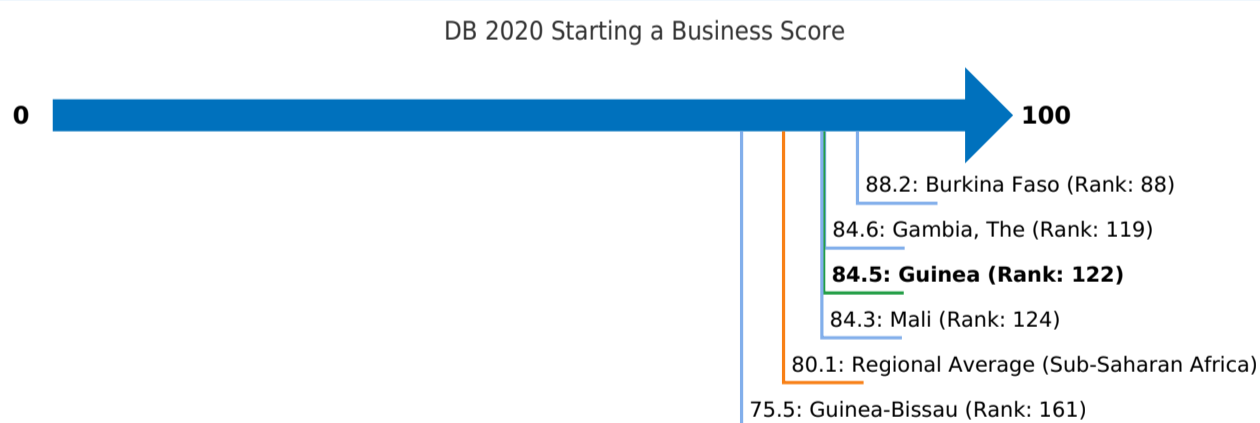 DB 2020 Starting a Business Score
0
100
88.2: Burkina Faso (Rank: 88)
84.6: Gambia, The (Rank: 119)
84.5: Guinea (Rank: 122)
84.3: Mali (Rank: 124)
80.1: Regional Average (Sub-Saharan Africa)
75.5: Guinea-Bissau (Rank: 161)